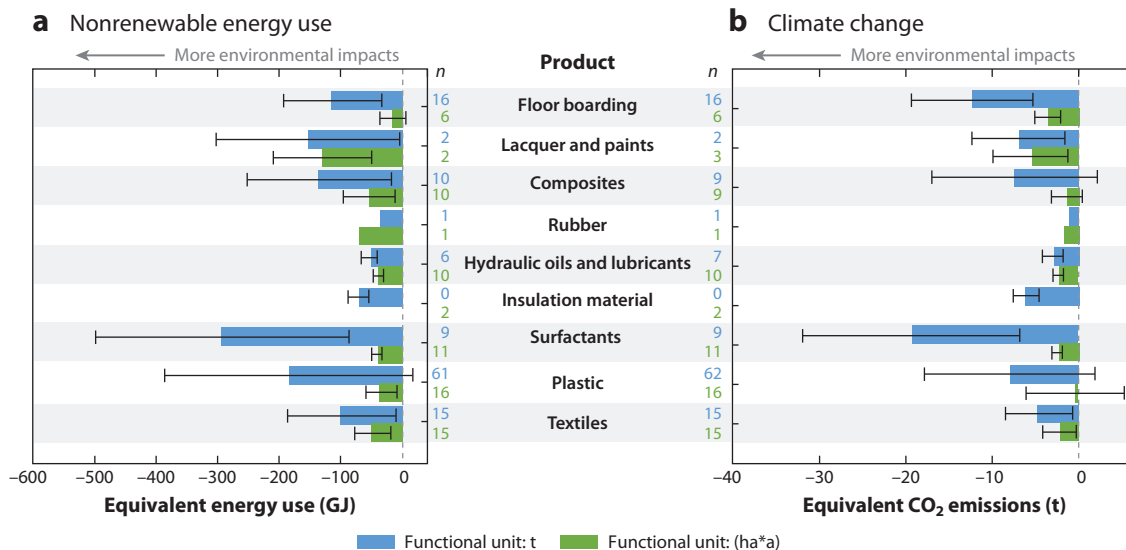 a Nonrenewable energy use
b Climate change
More environmental impacts
More environmental impacts
–600 –500 –400 –300 –200 –100 0
n
Product
n
–40 –30 –20 –10 0
16
Floor boarding
16
6
6
2
Lacquer and paints
2
2
3
10
Composites
9
10
9
1
Rubber
1
1
1
6
Hydraulic oils and lubricants
7
10
10
0
Insulation material
0
2
2
9
Surfactants
9
11
11
61
Plastic
62
16
16
15
Textiles
15
15
15
Equivalent energy use (GJ)
Equivalent CO₂ emissions (t)
Functional unit: t
Functional unit: (ha*a)